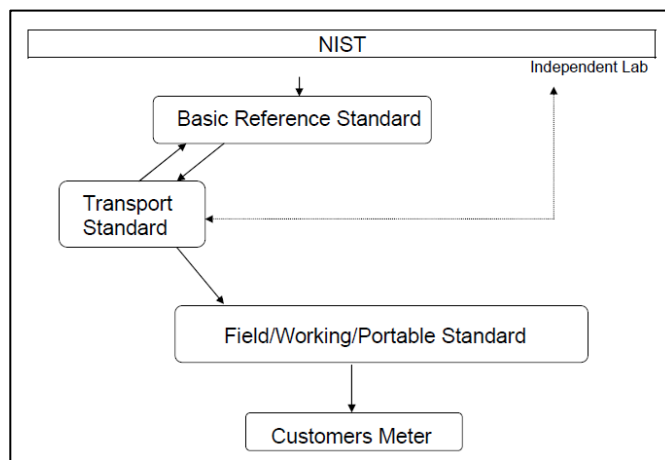 NIST
Independent Lab
Basic Reference Standard
Transport
Standard
Field/Working/Portable Standard
Customers Meter